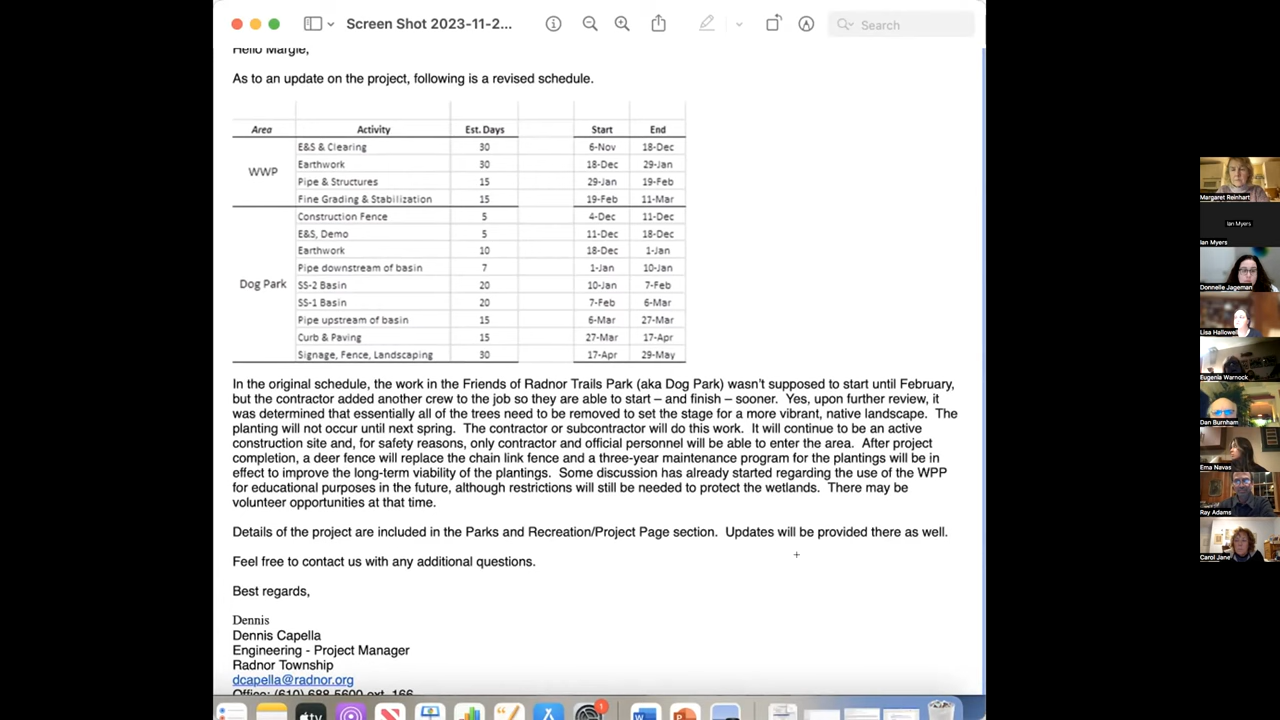 Screen Shot 2023-11-2...
Search
Hello Margie,
As to an update on the project, following is a revised schedule.
Area Activity Est. Days Start End
WWP
E&S & Clearing 30 6-Nov 18-Dec
Earthwork 30 18-Dec 29-Jan
Pipe & Structures 15 29-Jan 19-Feb
Fine Grading & Stabilization 15 19-Feb 11-Mar
Dog Park
Construction Fence 5 4-Dec 11-Dec
E&S, Demo 5 11-Dec 18-Dec
Earthwork 10 18-Dec 1-Jan
Pipe downstream of basin 7 1-Jan 10-Jan
SS-2 Basin 20 10-Jan 7-Feb
SS-1 Basin 20 7-Feb 6-Mar
Pipe upstream of basin 15 6-Mar 27-Mar
Curb & Paving 15 27-Mar 17-Apr
Signage, Fence, Landscaping 30 17-Apr 29-May
In the original schedule, the work in the Friends of Radnor Trails Park (aka Dog Park) wasn't supposed to start until February,
but the contractor added another crew to the job so they are able to start – and finish – sooner. Yes, upon further review, it
was determined that essentially all of the trees need to be removed to set the stage for a more vibrant, native landscape. The
planting will not occur until next spring. The contractor or subcontractor will do this work. It will continue to be an active
construction site and, for safety reasons, only contractor and official personnel will be able to enter the area. After project
completion, a deer fence will replace the chain link fence and a three-year maintenance program for the plantings will be in
effect to improve the long-term viability of the plantings. Some discussion has already started regarding the use of the WPP
for educational purposes in the future, although restrictions will still be needed to protect the wetlands. There may be
volunteer opportunities at that time.
Details of the project are included in the Parks and Recreation/Project Page section. Updates will be provided there as well.
Feel free to contact us with any additional questions.
Best regards,
Dennis
Dennis Capella
Engineering - Project Manager
Radnor Township
dcapella@radnor.org
Office: (610) 688-5600 ext. 166
Margaret Reinhart
Ian Myers
Ian Myers
Donnelle Jageman
Lisa Hallowell
Eugenia Warnock
Dan Burnham
Ema Navas
Ray Adams
Carol Jane